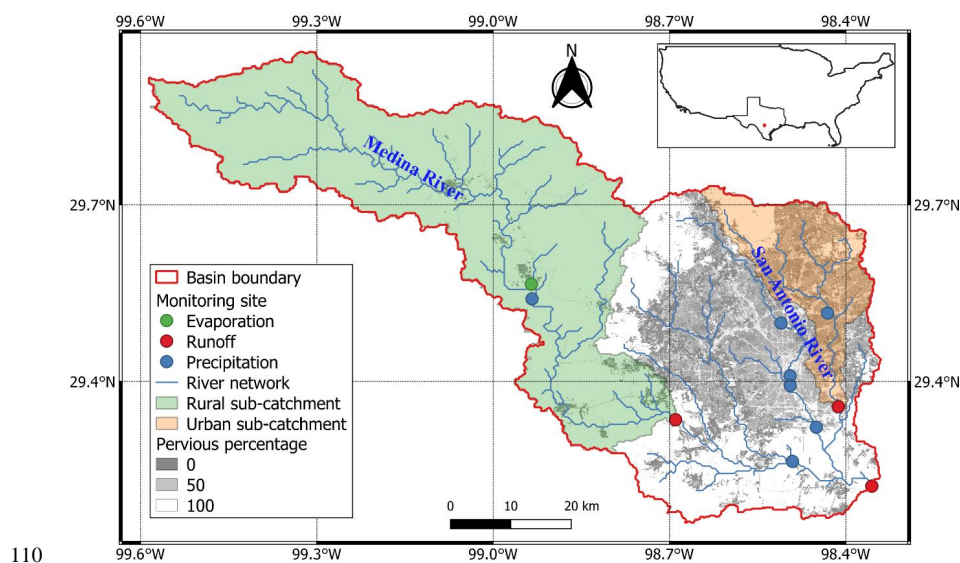 99.6°W 99.3°W 99.0°W 98.7°W 98.4°W
N
Medina River
29.7°N 29.7°N
San Antonio River
Basin boundary
Monitoring site
Evaporation
Runoff
Precipitation
River network
Rural sub-catchment
Urban sub-catchment
Pervious percentage
0
50
100
29.4°N 29.4°N
0 10 20 km
99.6°W 99.3°W 99.0°W 98.7°W 98.4°W
110